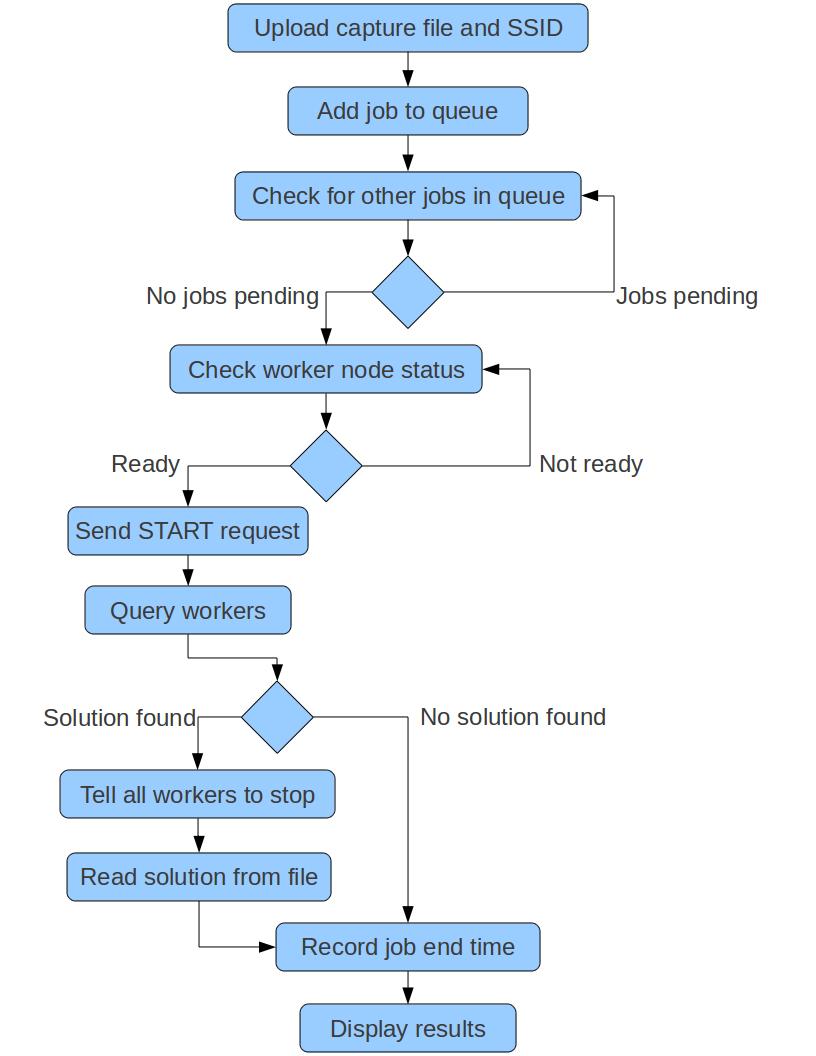 Upload capture file and SSID
Add job to queue
Check for other jobs in queue
No jobs pending
Jobs pending
Check worker node status
Ready
Not ready
Send START request
Query workers
Solution found
No solution found
Tell all workers to stop
Read solution from file
Record job end time
Display results